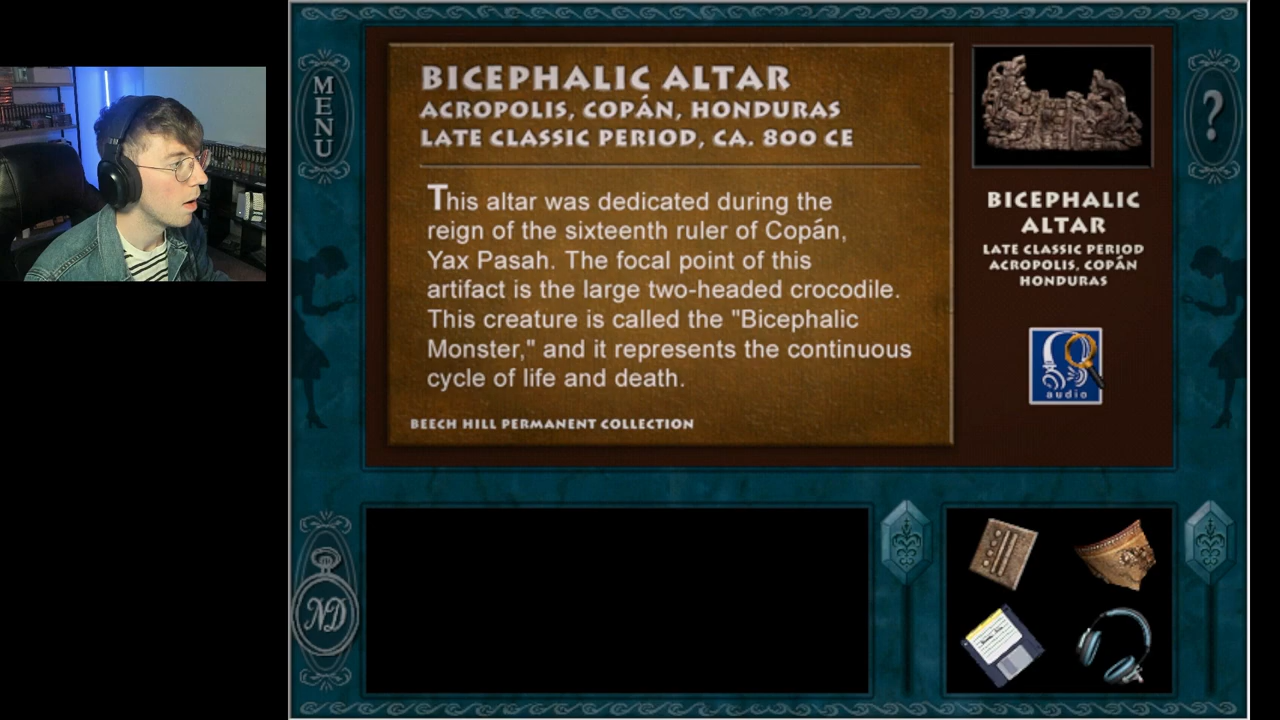 MENU
BICEPHALIC ALTAR
ACROPOLIS, COPÁN, HONDURAS
LATE CLASSIC PERIOD, CA. 800 CE
This altar was dedicated during the
reign of the sixteenth ruler of Copán,
Yax Pasah. The focal point of this
artifact is the large two-headed crocodile.
This creature is called the "Bicephalic
Monster," and it represents the continuous
cycle of life and death.
BEECH HILL PERMANENT COLLECTION
BICEPHALIC
ALTAR
LATE CLASSIC PERIOD
ACROPOLIS, COPÁN
HONDURAS
audio
?
ND